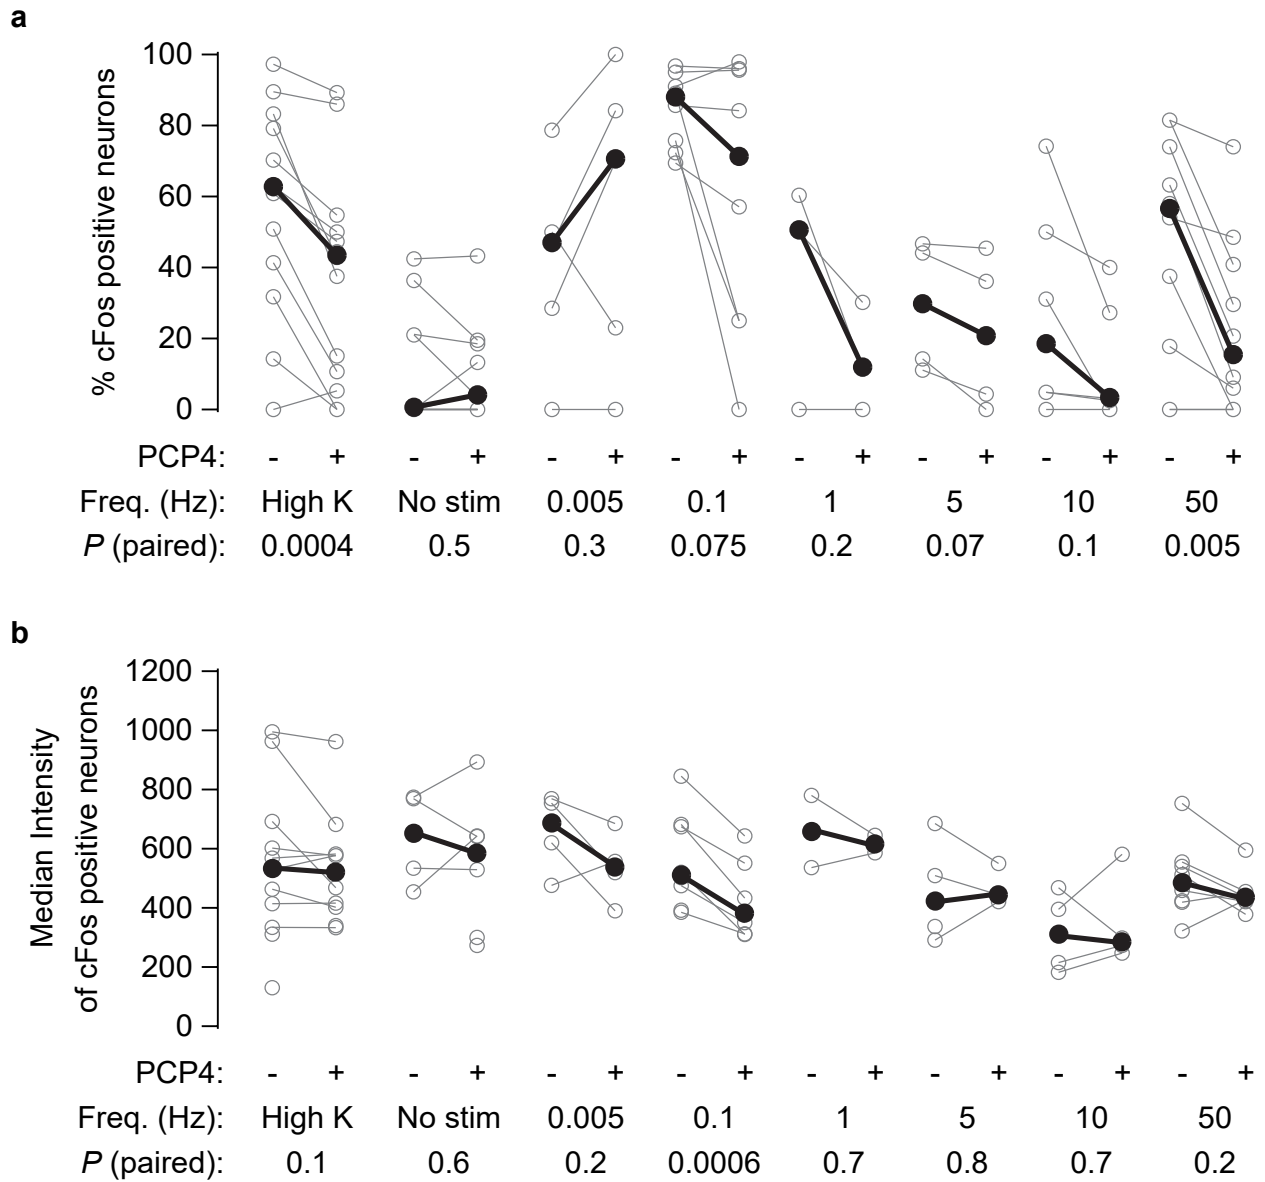 a
% cFos positive neurons
100
80
60
40
20
0
PCP4: - + - + - + - + - + - + - + - +
Freq. (Hz): High K No stim 0.005 0.1 1 5 10 50
P (paired): 0.0004 0.5 0.3 0.075 0.2 0.07 0.1 0.005
b
Median Intensity
of cFos positive neurons
1200
1000
800
600
400
200
0
PCP4: - + - + - + - + - + - + - + - +
Freq. (Hz): High K No stim 0.005 0.1 1 5 10 50
P (paired): 0.1 0.6 0.2 0.0006 0.7 0.8 0.7 0.2